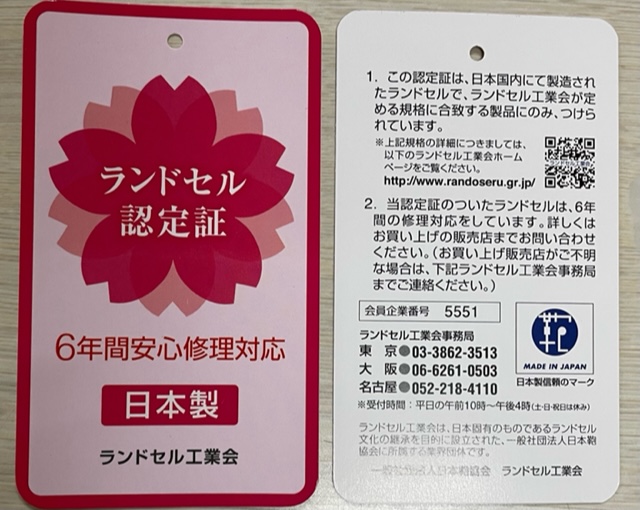 ランドセル
認定証
6年間安心修理対応
日本製
ランドセル工業会
1. この認定証は、日本国内にて製造され
たランドセルで、ランドセル工業会が定
める規格に合致する製品にのみ、つけら
れています。
※上記規格の詳細につきましては、
以下のランドセル工業会ホーム
ページをご覧ください。
http://www.randoseru.gr.jp/
2. 当認定証のついたランドセルは、6年
間の修理対応をしています。詳しくは
お買い上げの販売店までお問い合わせ
ください。(お買い上げ販売店がご不明
な場合は、下記ランドセル工業会事務局
までご連絡ください。)
会員企業番号 5551
ランドセル工業会事務局
東 京●03-3862-3513
大 阪●06-6261-0503
名古屋●052-218-4110
※受付時間：平日の午前10時〜午後4時(土・日・祝日は休み)
MADE IN JAPAN
日本製信頼のマーク
ランドセル工業会は、日本固有のものであるランドセル
文化の継承を目的に設立された、一般社団法人日本鞄
協会に所属する業界団体です。
一般社団法人日本鞄協会 ランドセル工業会